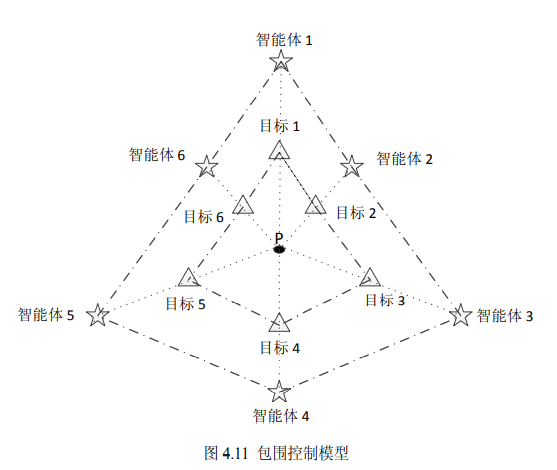 智能体 1
目标 1
智能体 6
智能体 2
目标 6
目标 2
P
目标 5
目标 3
智能体 5
智能体 3
目标 4
智能体 4
图 4.11 包围控制模型